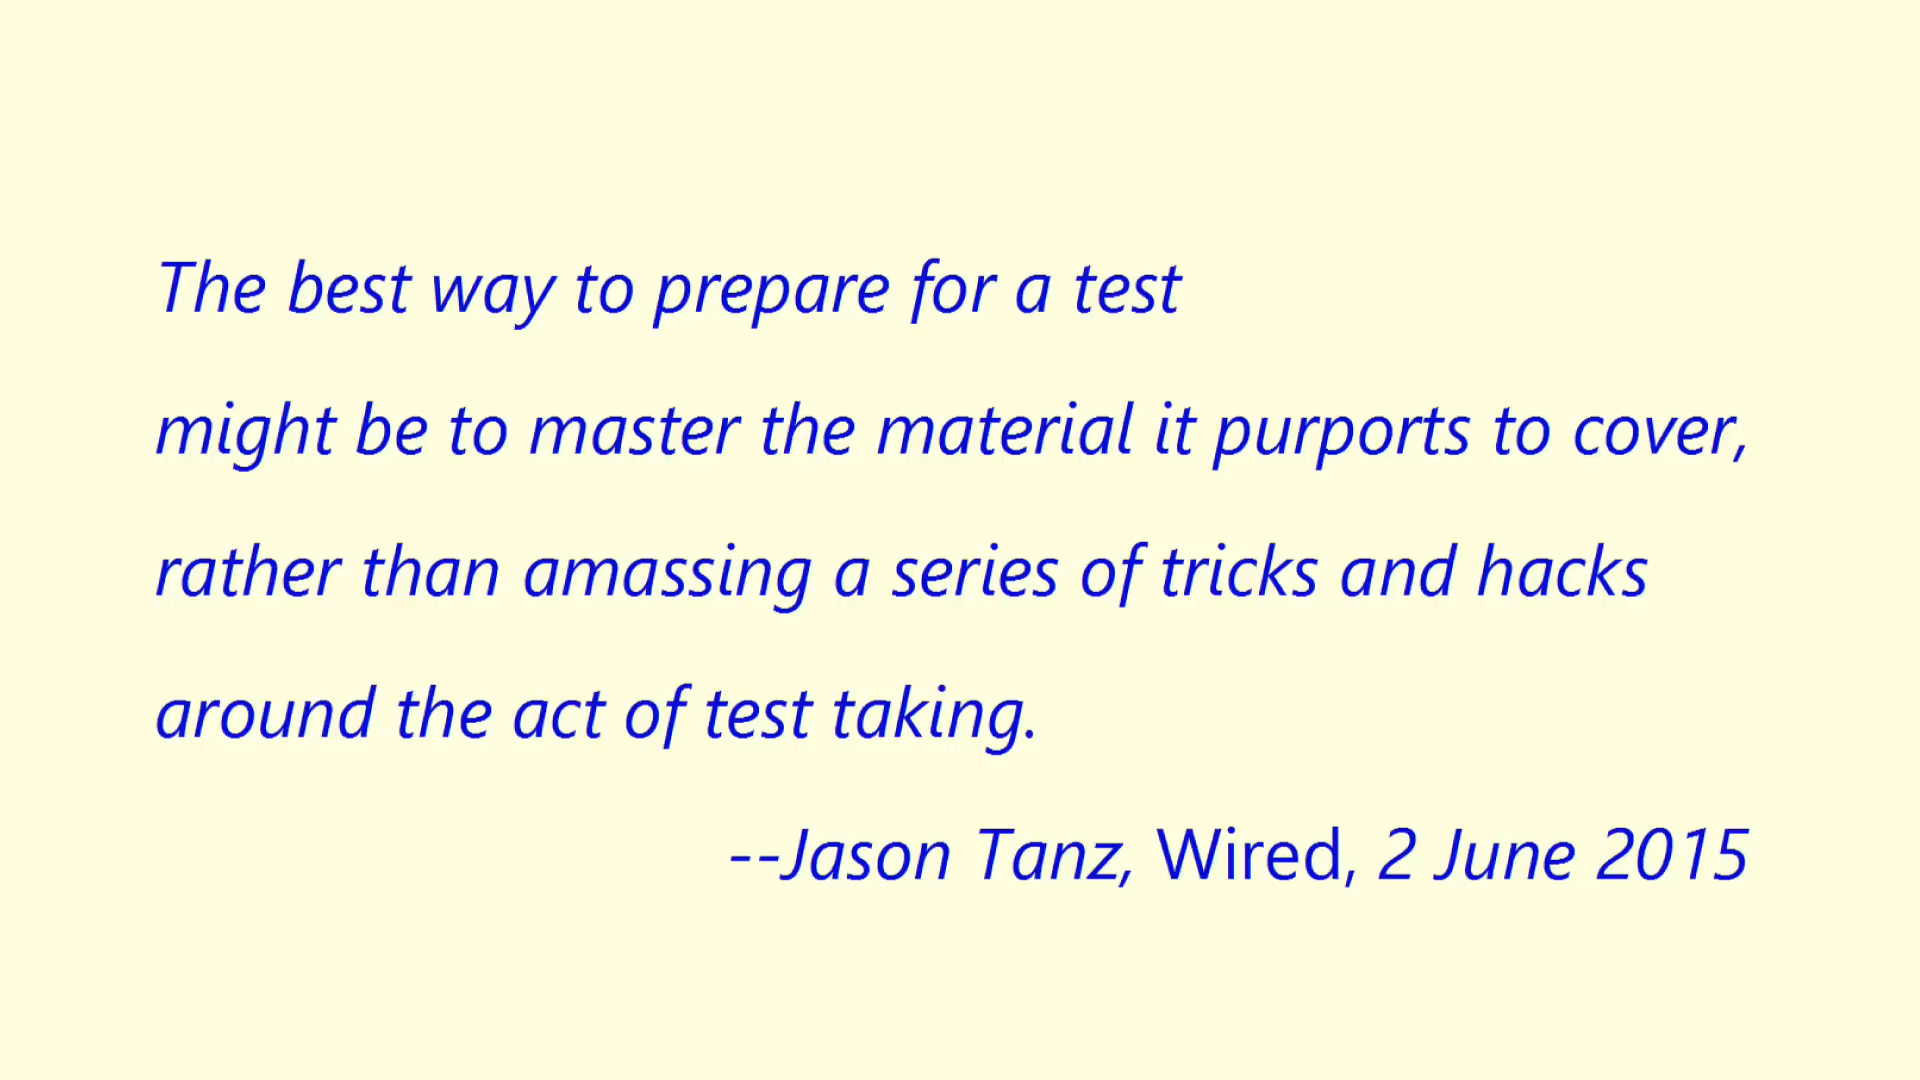 The best way to prepare for a test
might be to master the material it purports to cover,
rather than amassing a series of tricks and hacks
around the act of test taking.
--Jason Tanz, Wired, 2 June 2015